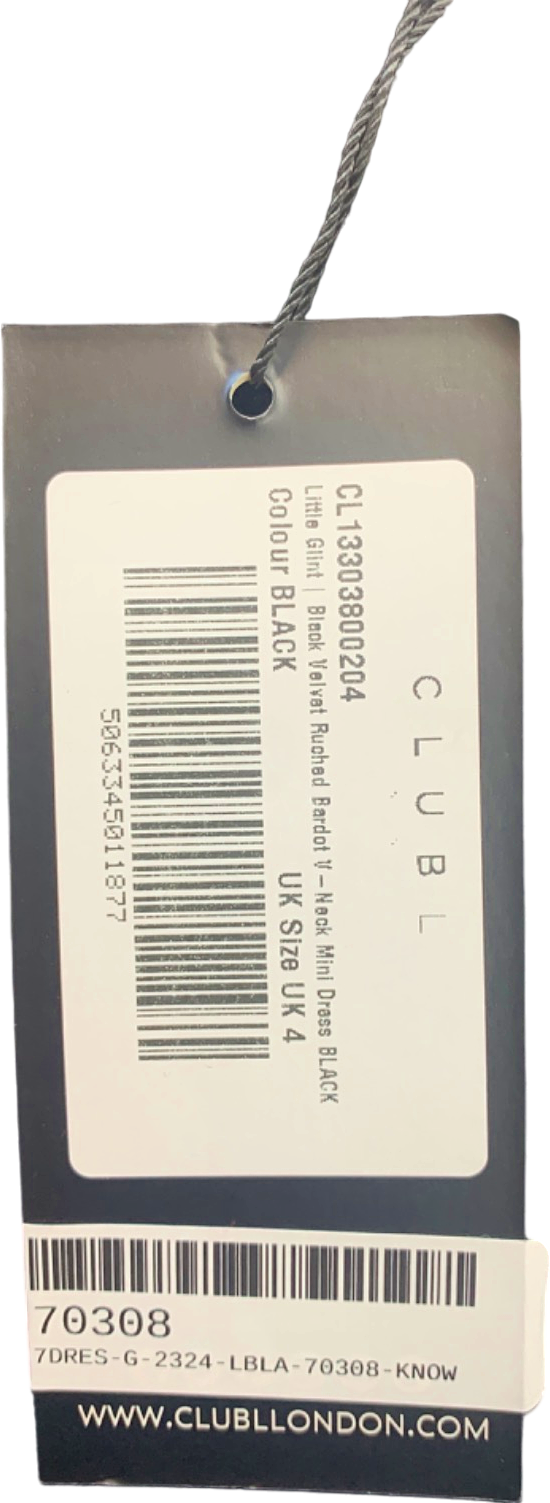 CLUBL
CL13303800204
Little Glint | Black Velvet Ruched Bardot V-Neck Mini Dress BLACK
Colour BLACK UK Size UK 4
5063345011877
70308
7DRES-G-2324-LBLA-70308-KNOW
WWW.CLUBLLONDON.COM